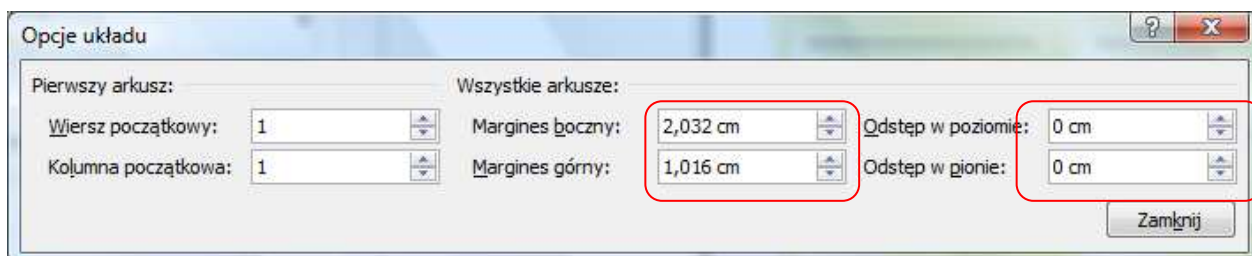 Opcje układu
Pierwszy arkusz: Wszystkie arkusze:
Wiersz początkowy: 1 Margines boczny: 2,032 cm Odstęp w poziomie: 0 cm
Kolumna początkowa: 1 Margines górny: 1,016 cm Odstęp w pionie: 0 cm
Zamknij